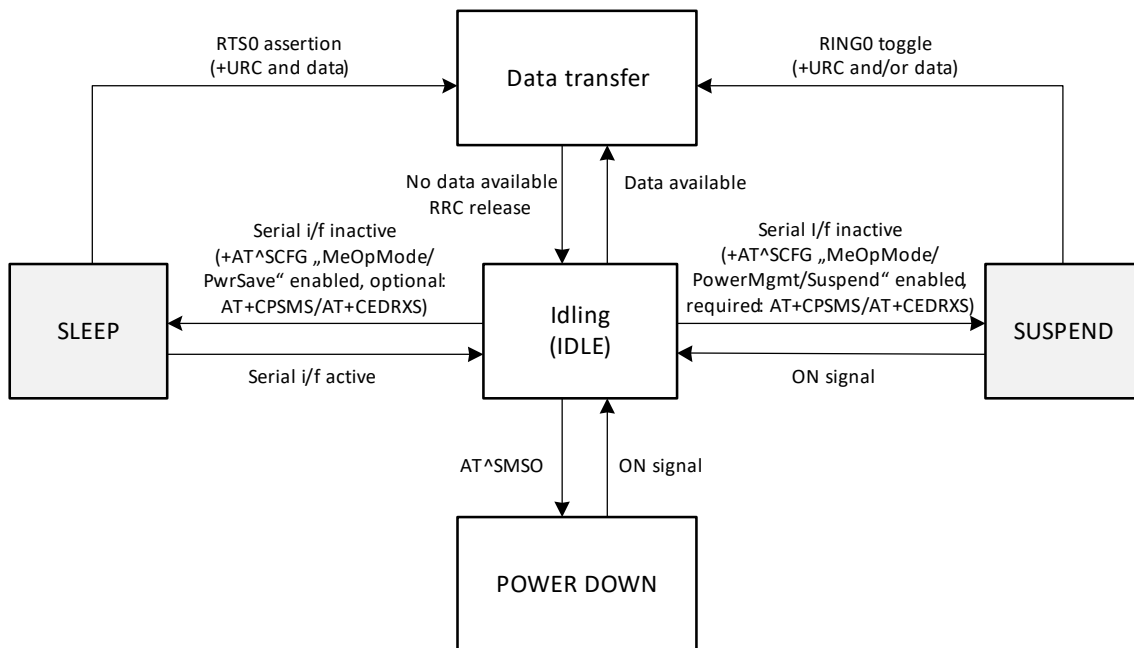 RTS0 assertion
(+URC and data)
Data transfer
RING0 toggle
(+URC and/or data)
No data available
RRC release
Data available
Serial i/f inactive
(+AT^SCFG „MeOpMode/
PwrSave“ enabled, optional:
AT+CPSMS/AT+CEDRXS)
Serial I/f inactive
(+AT^SCFG „MeOpMode/
PowerMgmt/Suspend“ enabled,
required: AT+CPSMS/AT+CEDRXS)
SLEEP
Idling
(IDLE)
SUSPEND
Serial i/f active
ON signal
AT^SMSO
ON signal
POWER DOWN